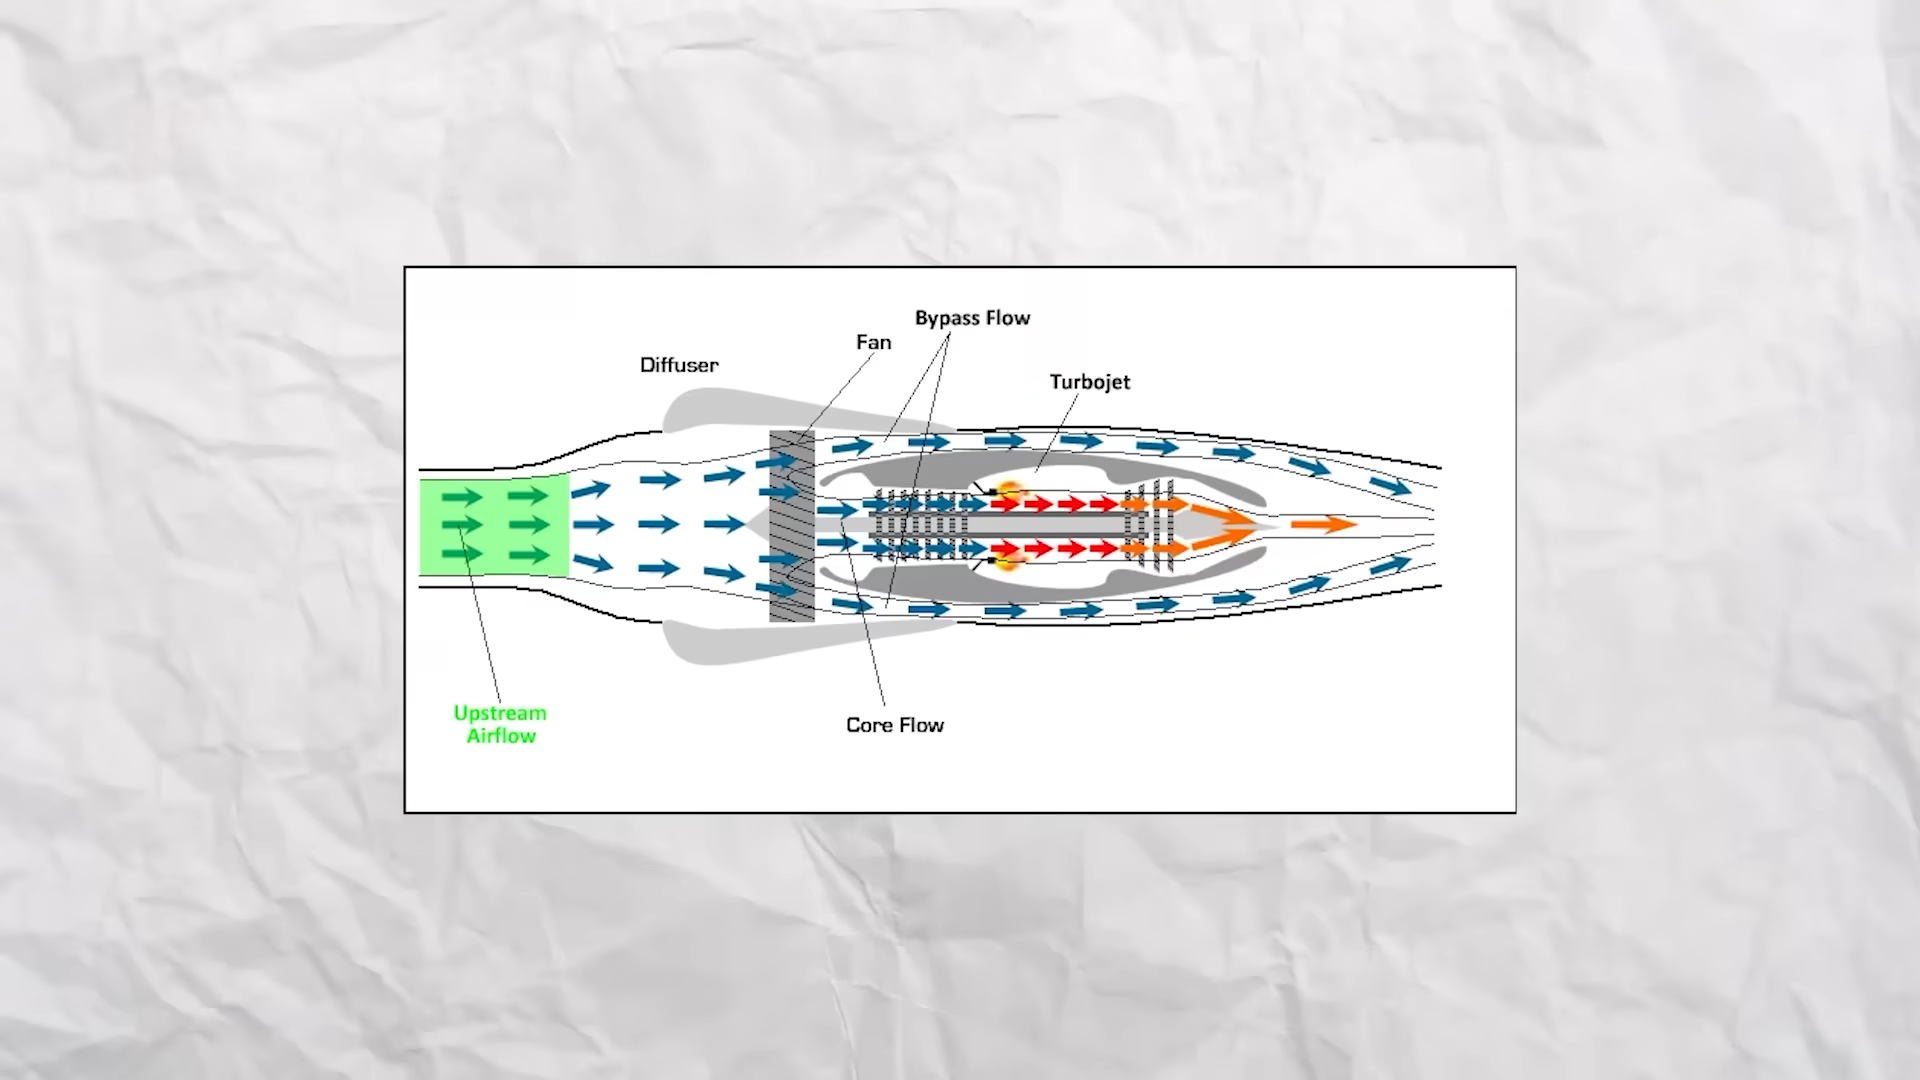 Bypass Flow
Fan
Diffuser
Turbojet
Upstream
Airflow
Core Flow